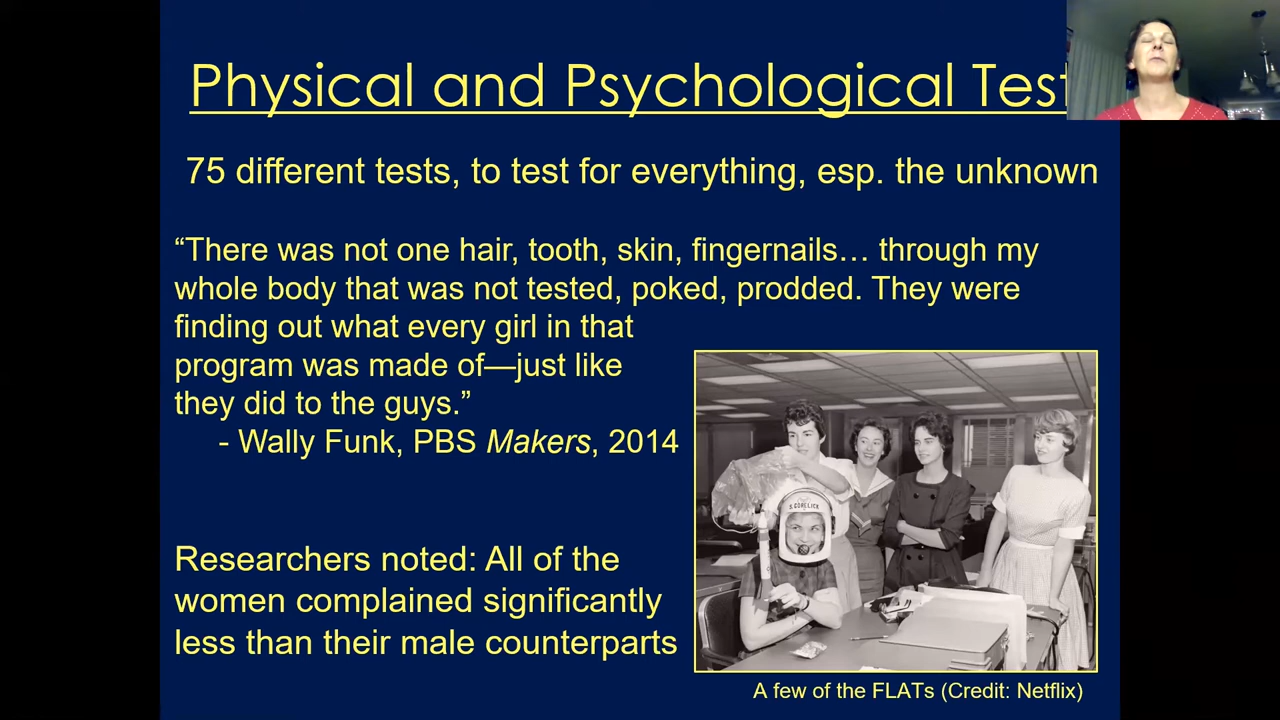 Physical and Psychological Test
75 different tests, to test for everything, esp. the unknown
“There was not one hair, tooth, skin, fingernails… through my
whole body that was not tested, poked, prodded. They were
finding out what every girl in that
program was made of—just like
they did to the guys.”
- Wally Funk, PBS Makers, 2014
Researchers noted: All of the
women complained significantly
less than their male counterparts
S. GORELICK
A few of the FLATs (Credit: Netflix)